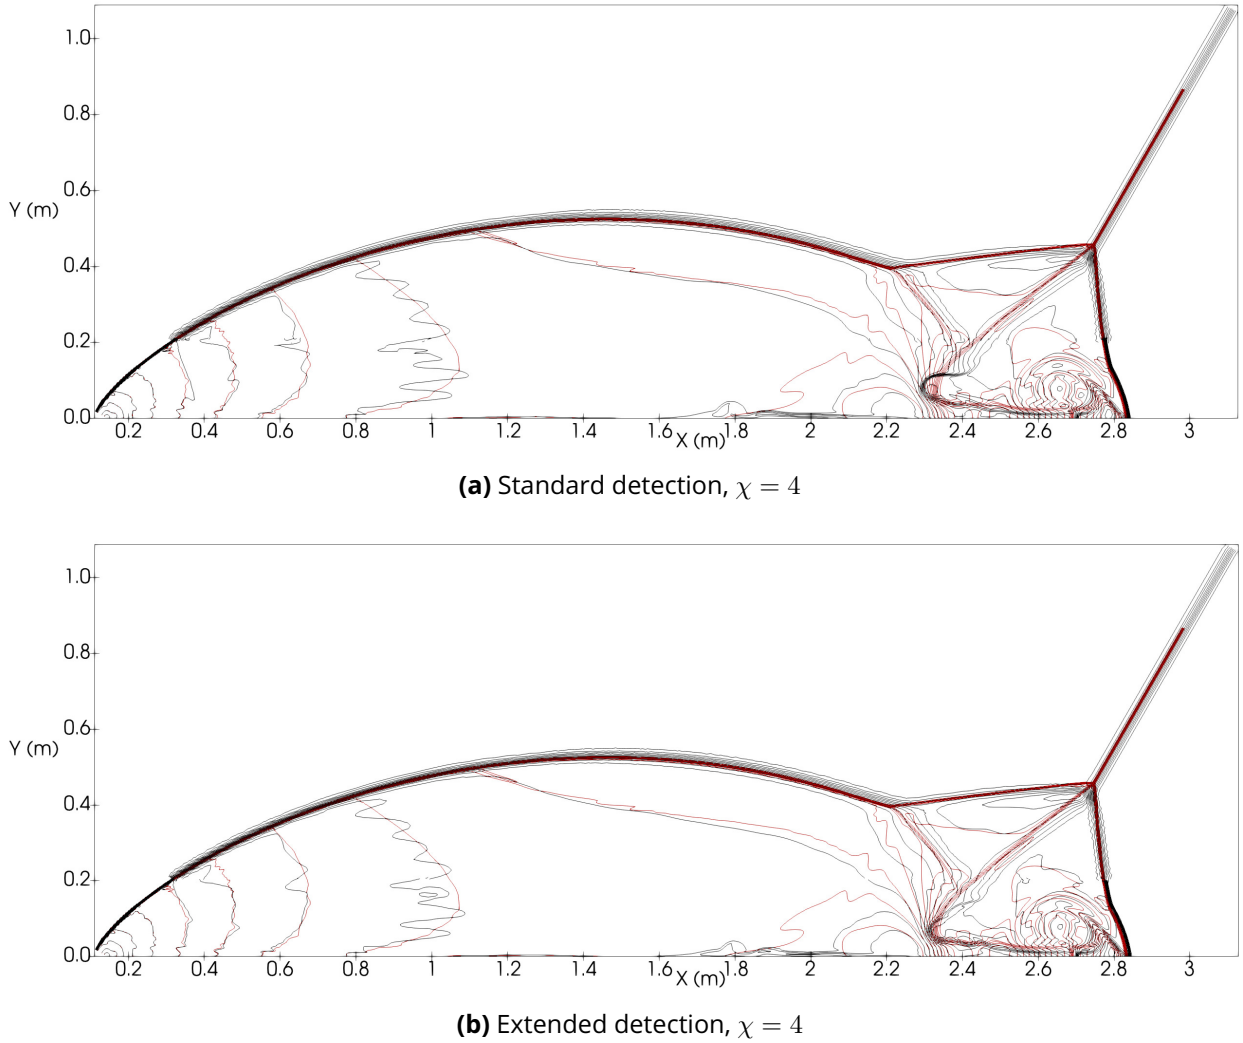 1.0
0.8
0.6
Y (m)
0.4
0.2
0.0
0.2 0.4 0.6 0.8 1 1.2 1.4 1.6 X (m) 1.8 2 2.2 2.4 2.6 2.8 3
(a) Standard detection, χ = 4
1.0
0.8
0.6
Y (m)
0.4
0.2
0.0
0.2 0.4 0.6 0.8 1 1.2 1.4 1.6 X (m) 1.8 2 2.2 2.4 2.6 2.8 3
(b) Extended detection, χ = 4